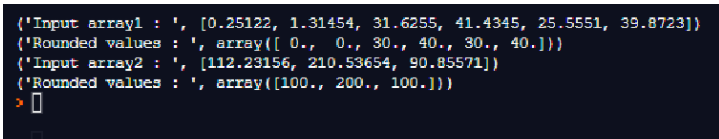 ('Input array1 : ', [0.25122, 1.31454, 31.6255, 41.4345, 25.5551, 39.8723])
('Rounded values : ', array([ 0.,  0., 30., 40., 30., 40.]))
('Input array2 : ', [112.23156, 210.53654, 90.85571])
('Rounded values : ', array([100., 200., 100.]))
>